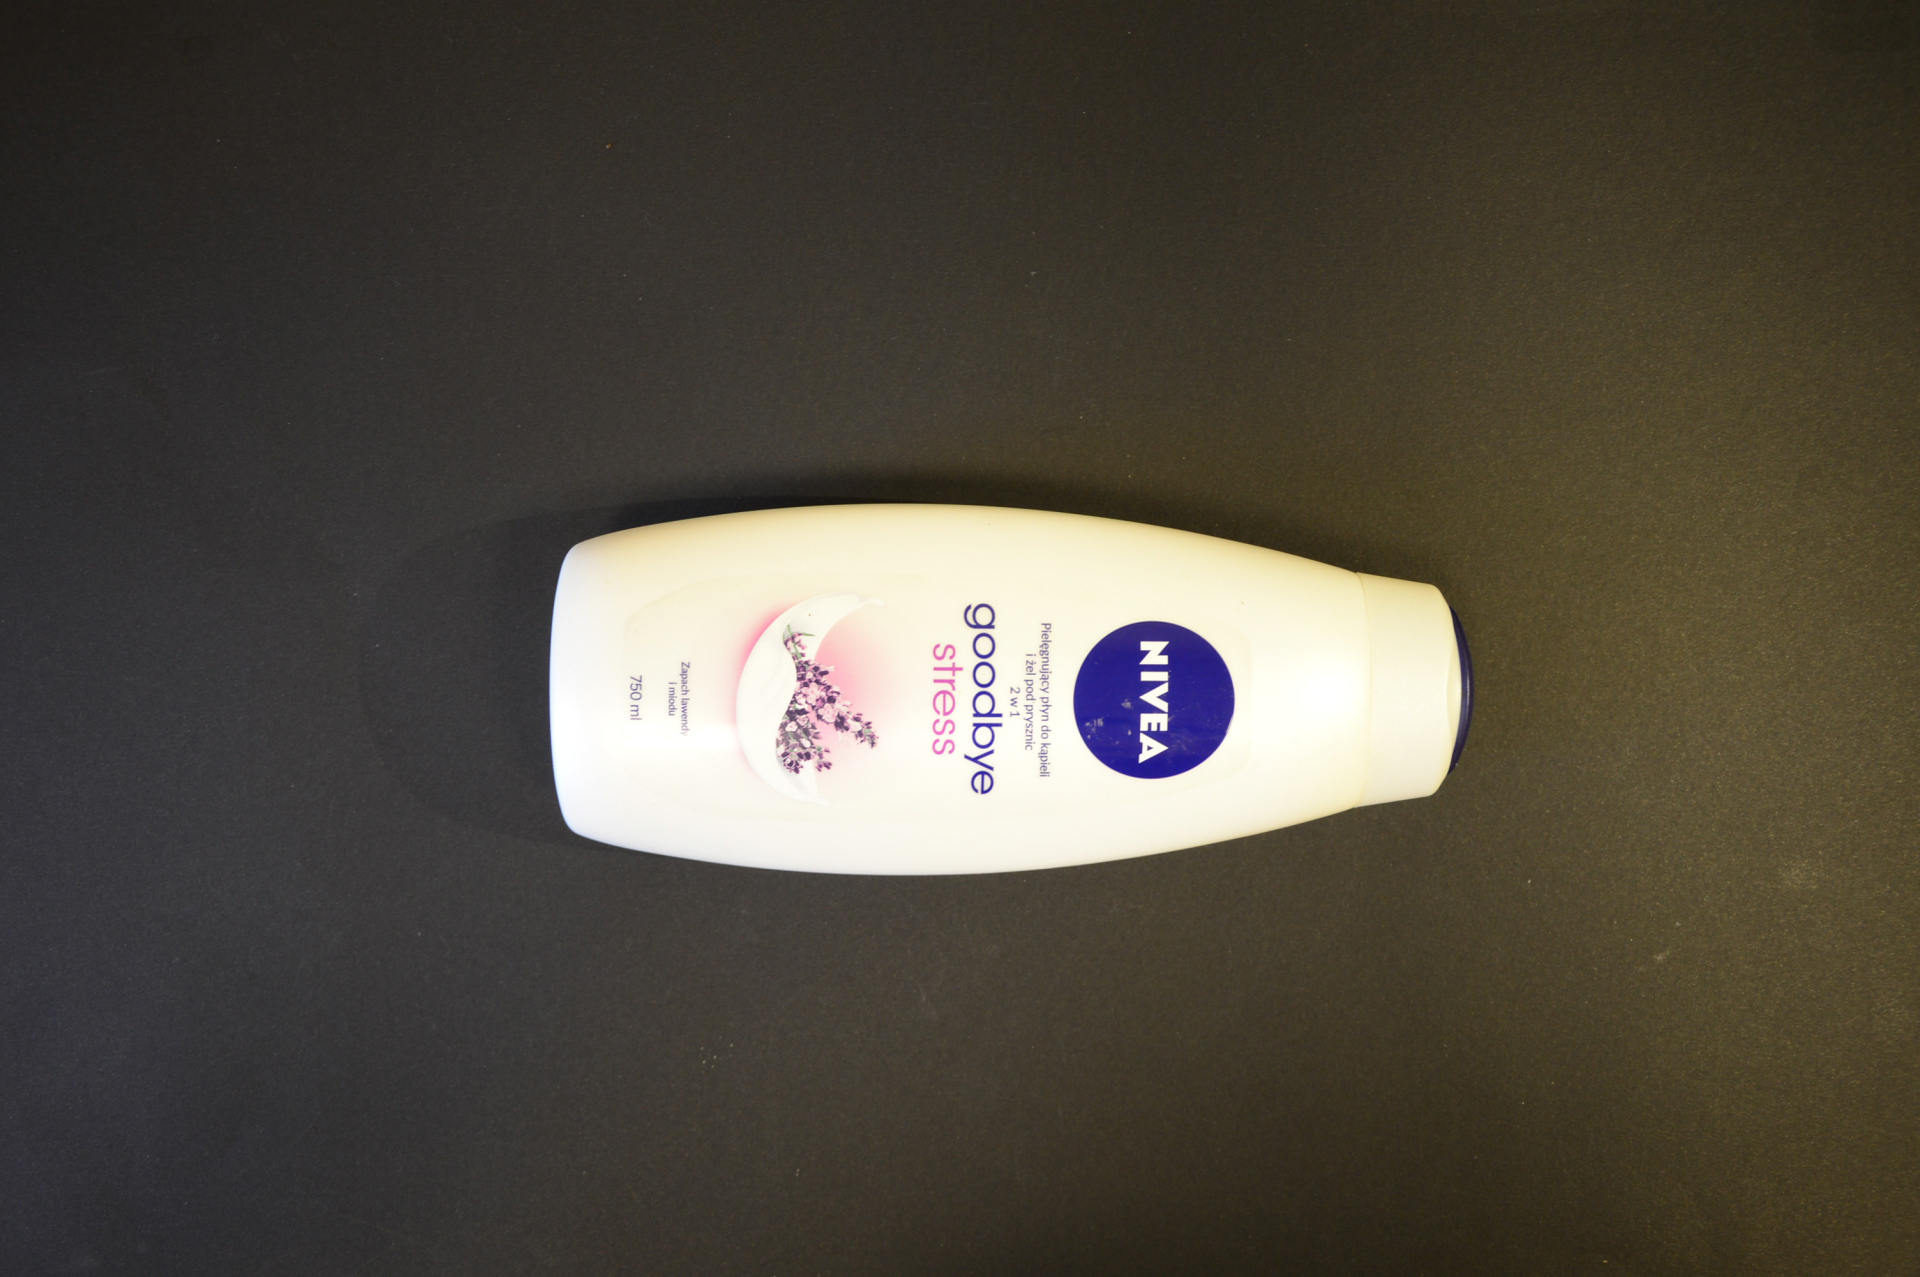 NIVEA
Pielęgnujący płyn do kąpieli
i żel pod prysznic
2 w 1
goodbye
stress
Zapach lawendy
i miodu
750 ml